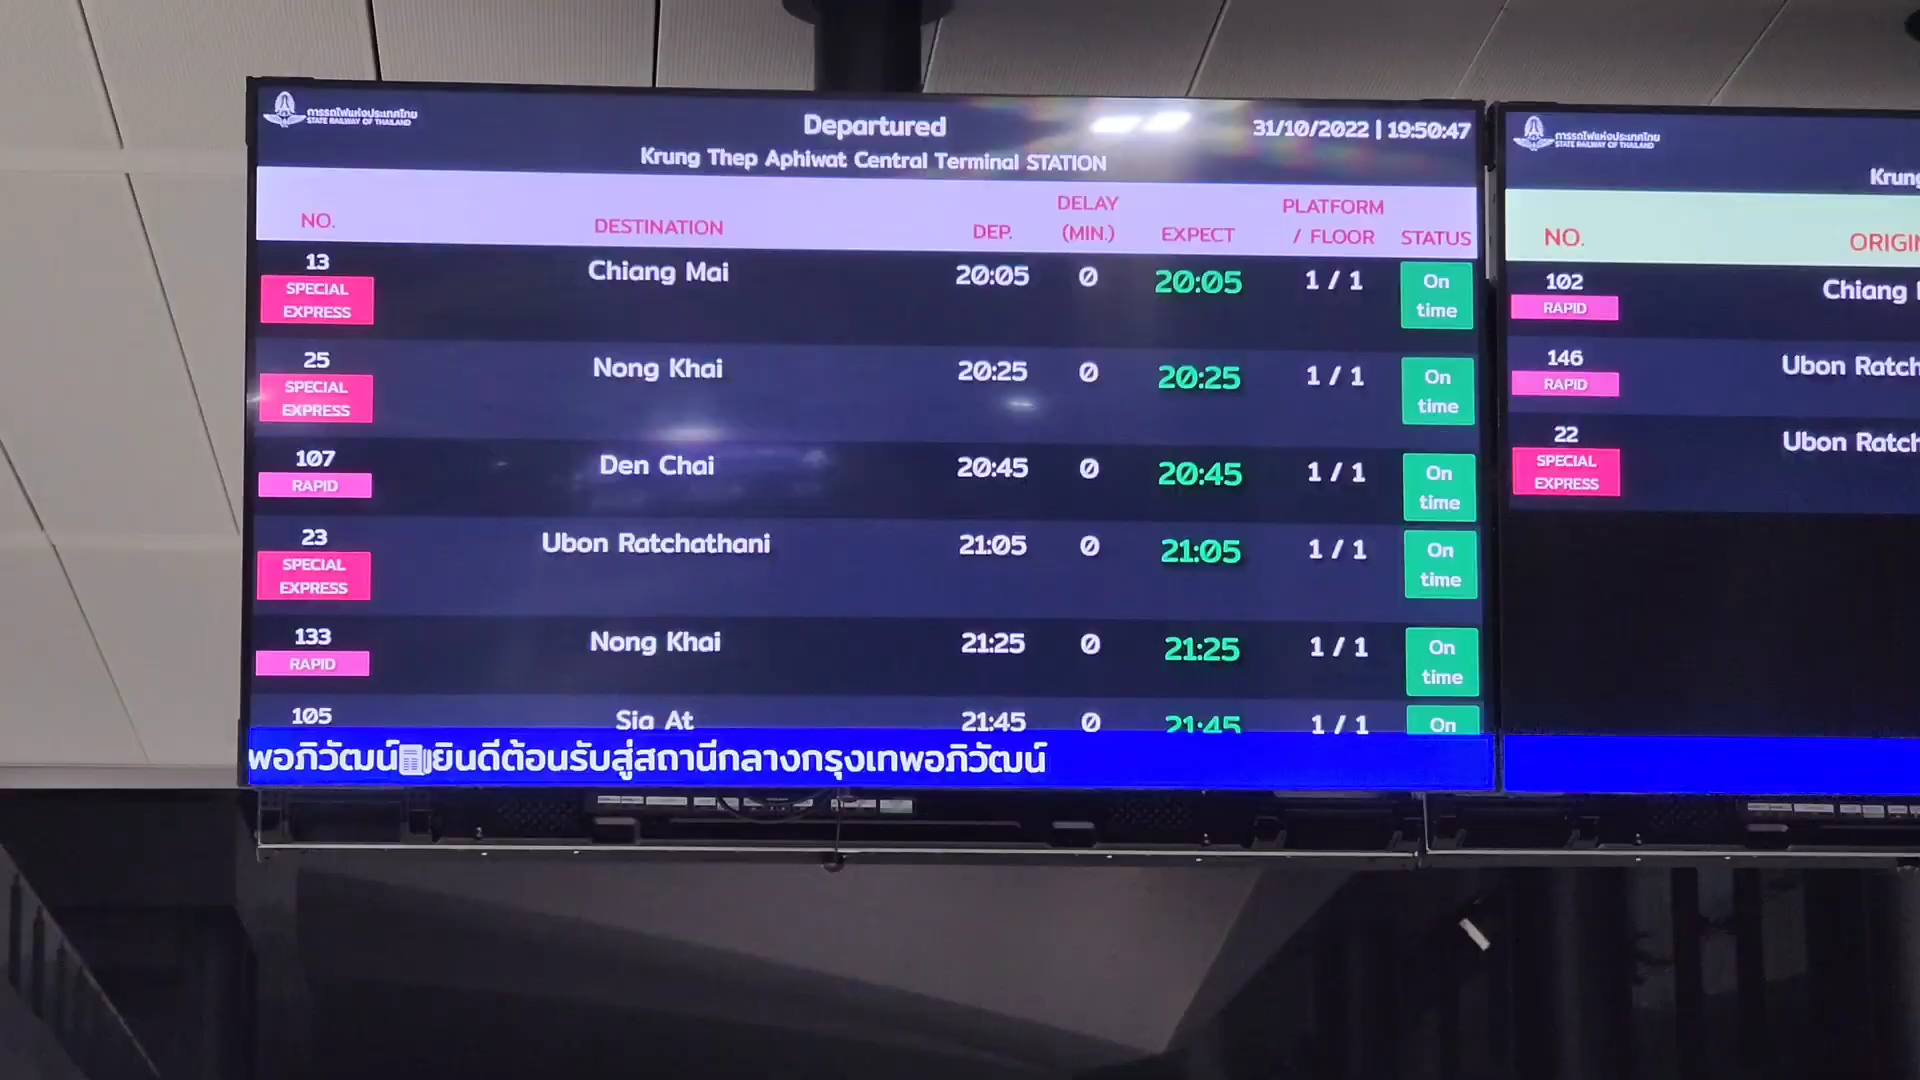 การรถไฟแห่งประเทศไทย
STATE RAILWAY OF THAILAND
Departured
31/10/2022 | 19:50:47
Krung Thep Aphiwat Central Terminal STATION
NO. DESTINATION DEP. DELAY (MIN.) EXPECT PLATFORM / FLOOR STATUS
13 SPECIAL EXPRESS Chiang Mai 20:05 0 20:05 1 / 1 On time
25 SPECIAL EXPRESS Nong Khai 20:25 0 20:25 1 / 1 On time
107 RAPID Den Chai 20:45 0 20:45 1 / 1 On time
23 SPECIAL EXPRESS Ubon Ratchathani 21:05 0 21:05 1 / 1 On time
133 RAPID Nong Khai 21:25 0 21:25 1 / 1 On time
105 Sia At 21:45 0 21:45 1 / 1 On
พอภิวัฒน์ยินดีต้อนรับสู่สถานีกลางกรุงเทพอภิวัฒน์
การรถไฟแห่งประเทศไทย
STATE RAILWAY OF THAILAND
Krung
NO. ORIGIN
102 RAPID Chiang
146 RAPID Ubon Ratch
22 SPECIAL EXPRESS Ubon Ratch